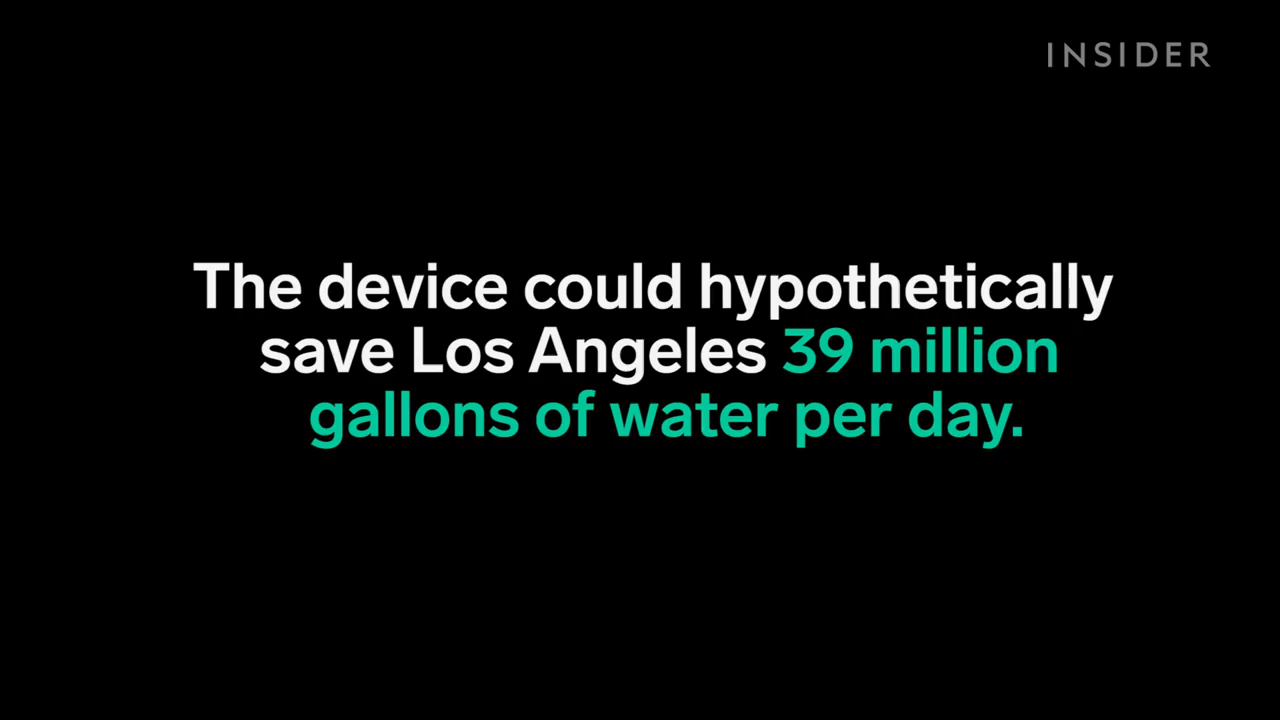 INSIDER
The device could hypothetically
save Los Angeles 39 million
gallons of water per day.